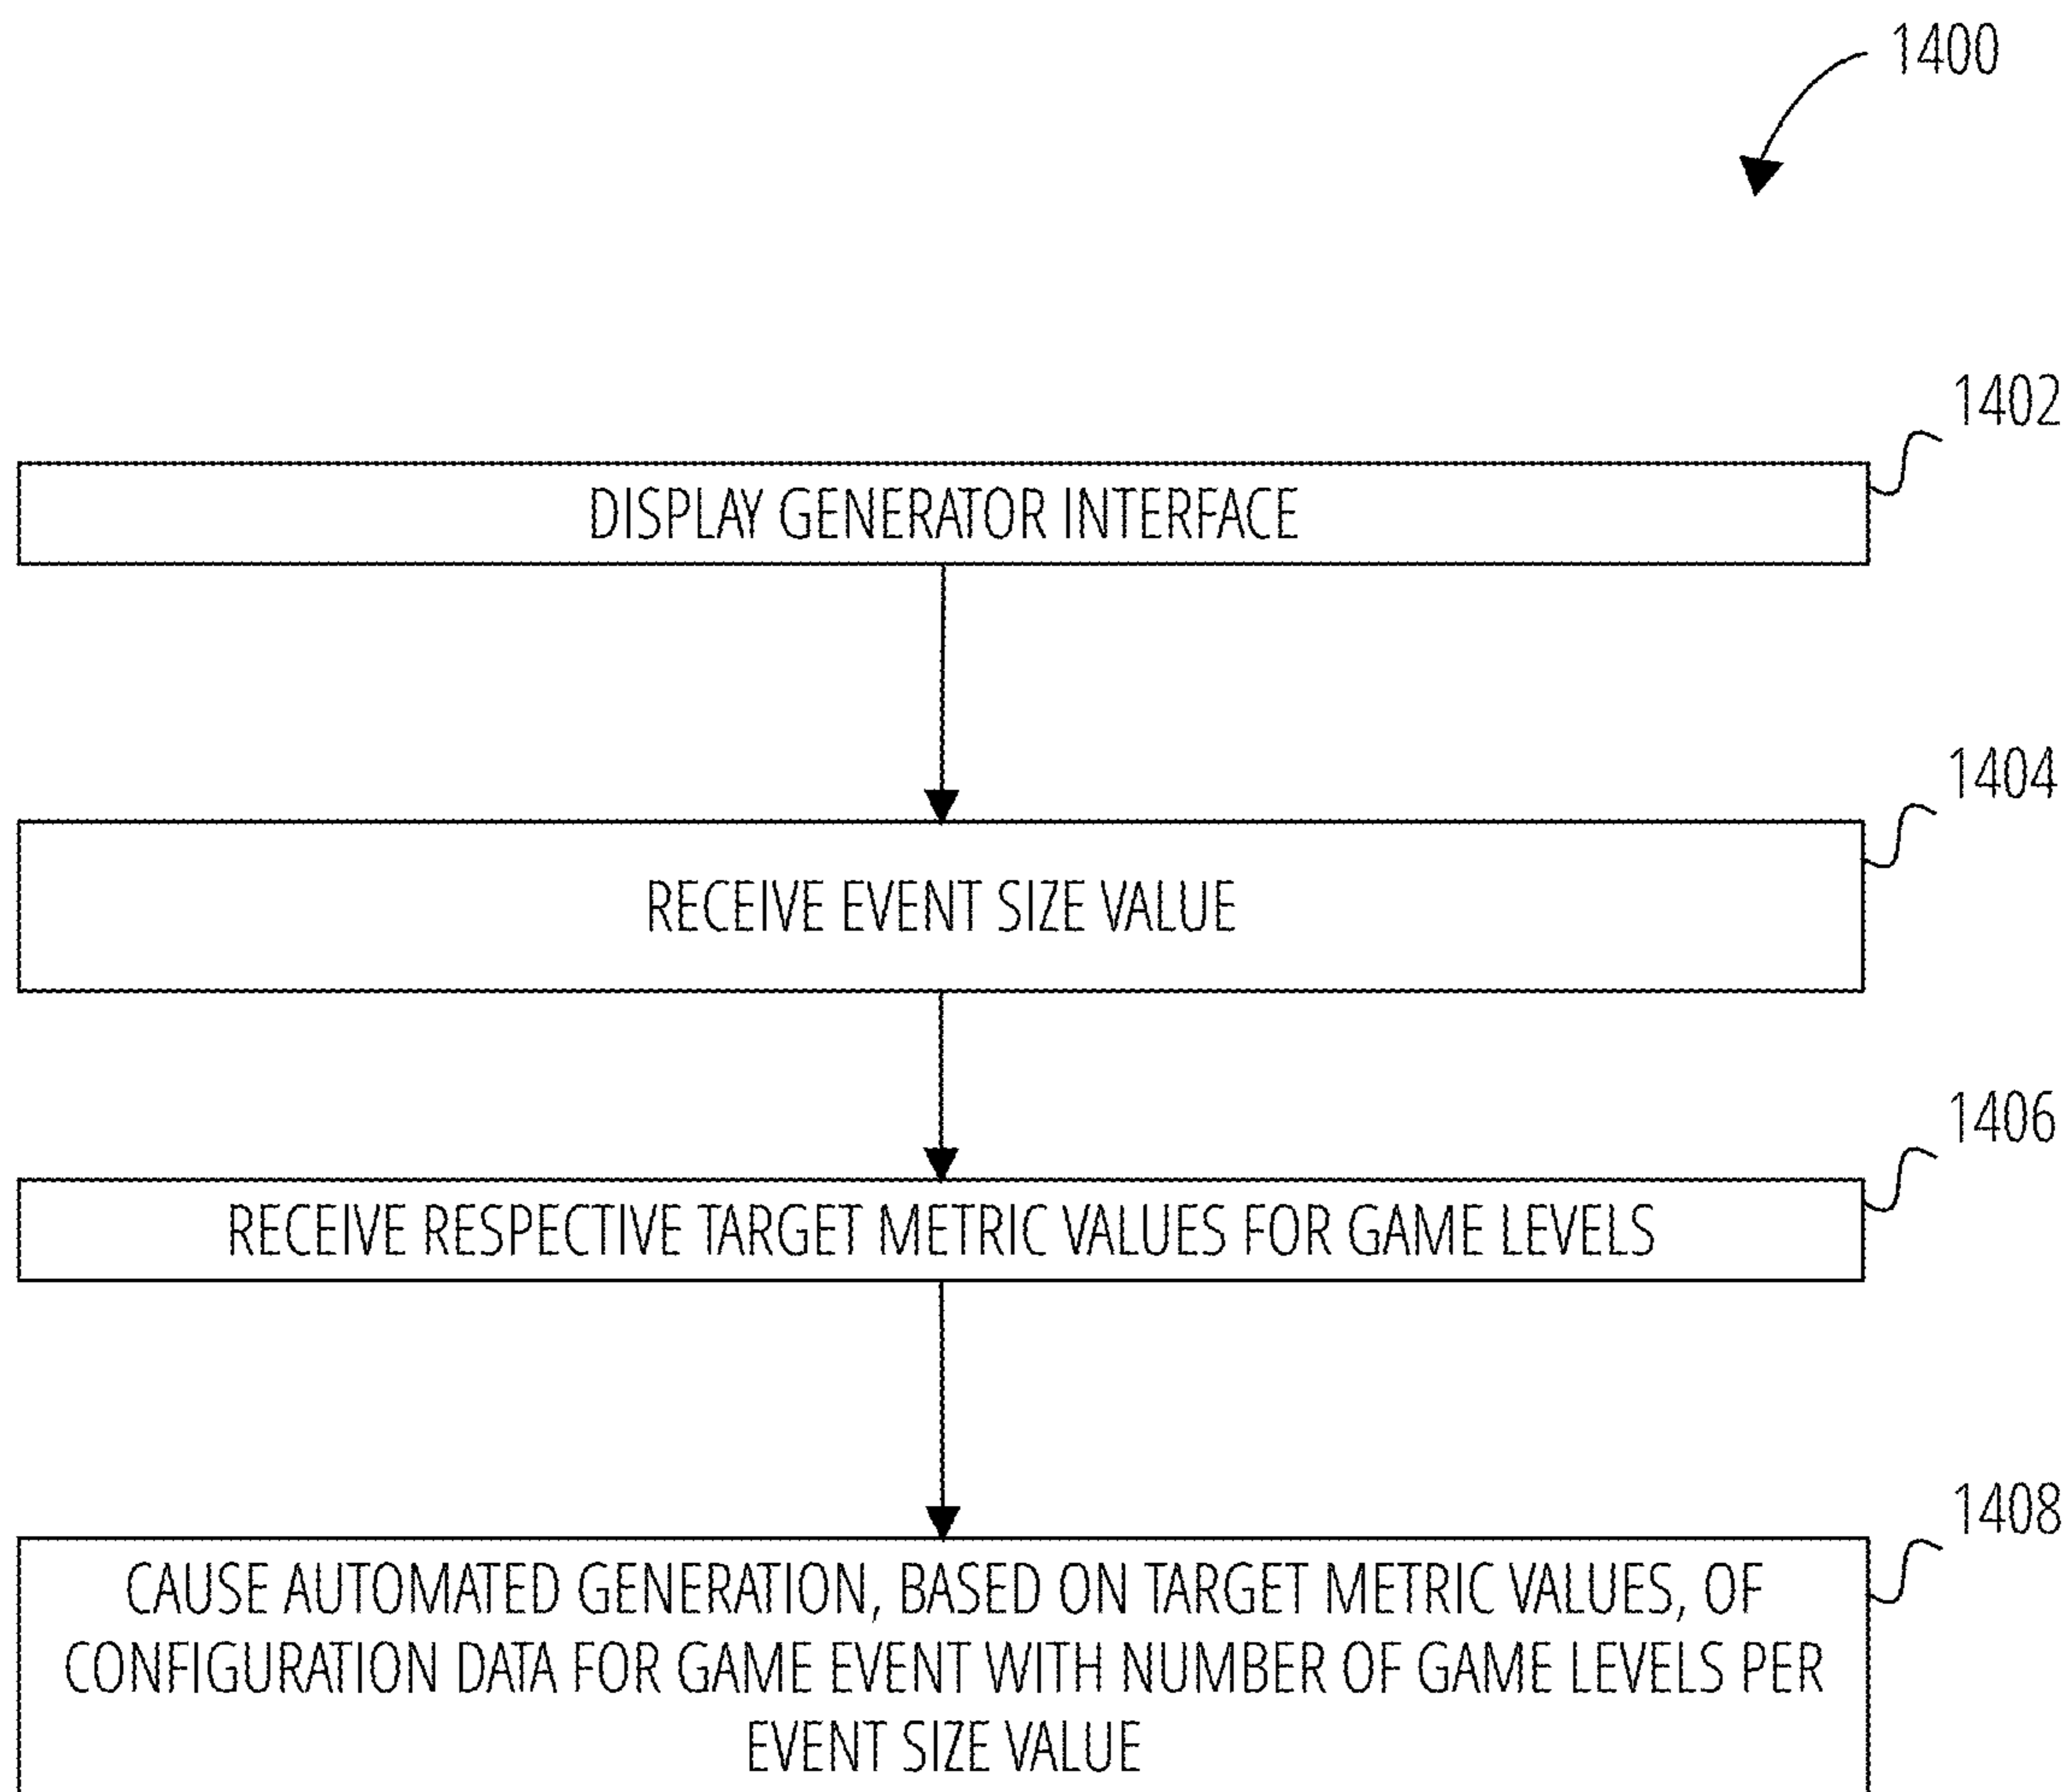 1400
1402
DISPLAY GENERATOR INTERFACE
1404
RECEIVE EVENT SIZE VALUE
1406
RECEIVE RESPECTIVE TARGET METRIC VALUES FOR GAME LEVELS
1408
CAUSE AUTOMATED GENERATION, BASED ON TARGET METRIC VALUES, OF
CONFIGURATION DATA FOR GAME EVENT WITH NUMBER OF GAME LEVELS PER
EVENT SIZE VALUE